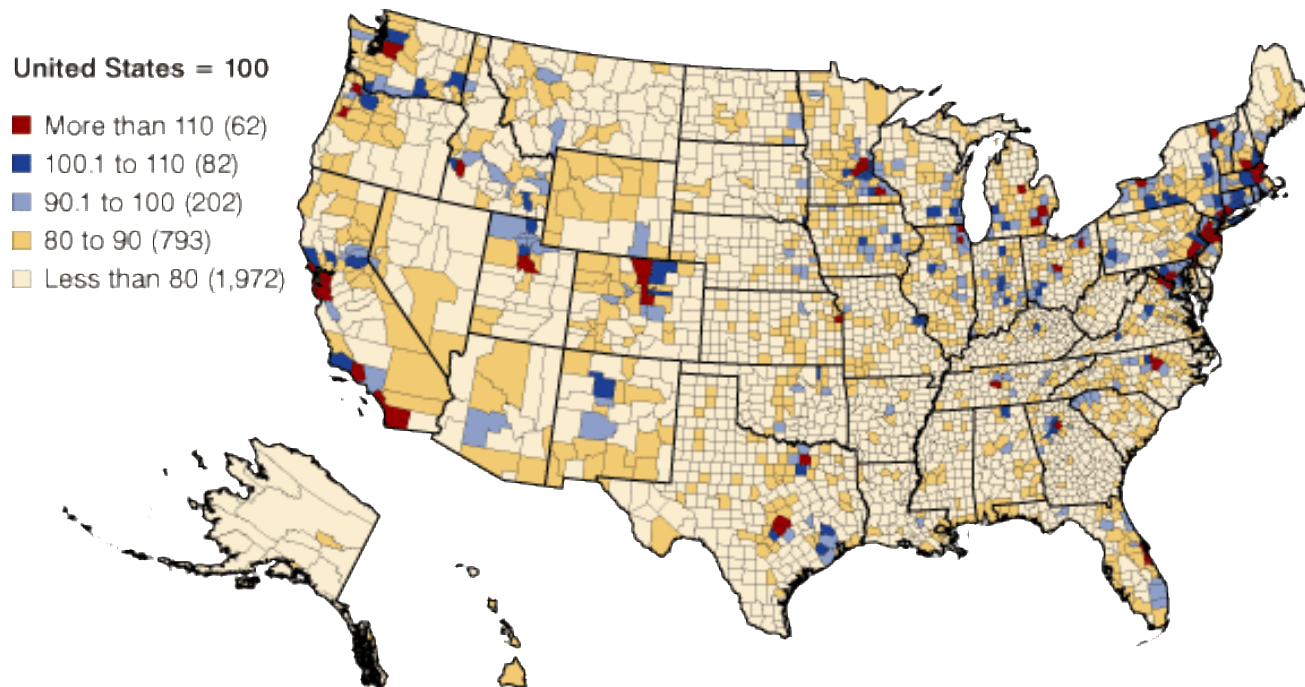 United States = 100
More than 110 (62)
100.1 to 110 (82)
90.1 to 100 (202)
80 to 90 (793)
Less than 80 (1,972)